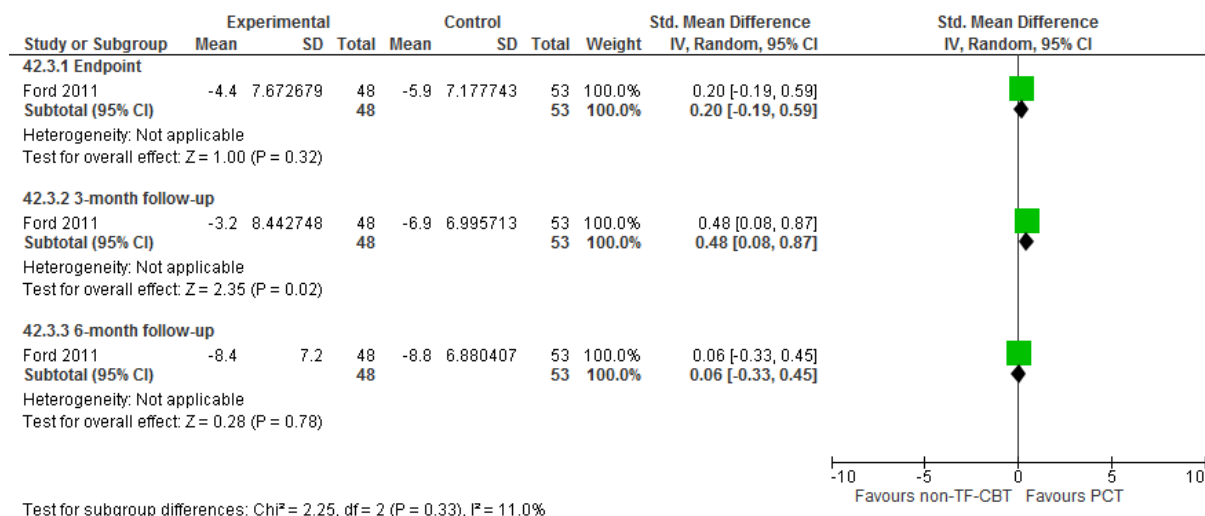 Experimental Control Std. Mean Difference Std. Mean Difference
Study or Subgroup Mean SD Total Mean SD Total Weight IV, Random, 95% CI IV, Random, 95% CI
42.3.1 Endpoint
Ford 2011 -4.4 7.672679 48 -5.9 7.177743 53 100.0% 0.20 [-0.19, 0.59]
Subtotal (95% CI) 48 53 100.0% 0.20 [-0.19, 0.59]
Heterogeneity: Not applicable
Test for overall effect: Z = 1.00 (P = 0.32)
42.3.2 3-month follow-up
Ford 2011 -3.2 8.442748 48 -6.9 6.995713 53 100.0% 0.48 [0.08, 0.87]
Subtotal (95% CI) 48 53 100.0% 0.48 [0.08, 0.87]
Heterogeneity: Not applicable
Test for overall effect: Z = 2.35 (P = 0.02)
42.3.3 6-month follow-up
Ford 2011 -8.4 7.2 48 -8.8 6.880407 53 100.0% 0.06 [-0.33, 0.45]
Subtotal (95% CI) 48 53 100.0% 0.06 [-0.33, 0.45]
Heterogeneity: Not applicable
Test for overall effect: Z = 0.28 (P = 0.78)
-10 -5 0 5 10
Favours non-TF-CBT Favours PCT
Test for subgroup differences: Chi² = 2.25, df = 2 (P = 0.33), I² = 11.0%